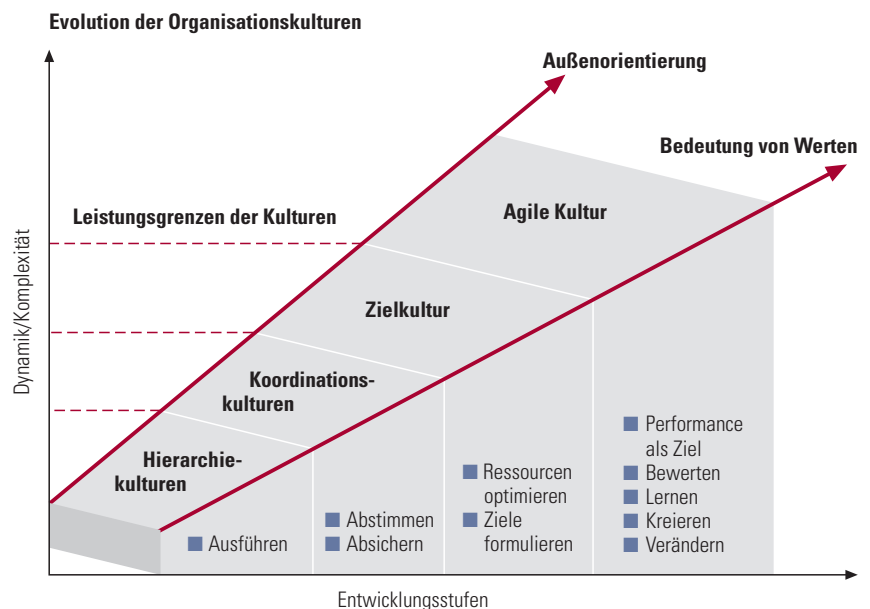 Evolution der Organisationskulturen
Außenorientierung
Bedeutung von Werten
Leistungsgrenzen der Kulturen
Agile Kultur
Zielkultur
Koordinations-
kulturen
Hierarchie-
kulturen
Dynamik/Komplexität
■ Ausführen
■ Abstimmen
■ Absichern
■ Ressourcen
optimieren
■ Ziele
formulieren
■ Performance
als Ziel
■ Bewerten
■ Lernen
■ Kreieren
■ Verändern
Entwicklungsstufen